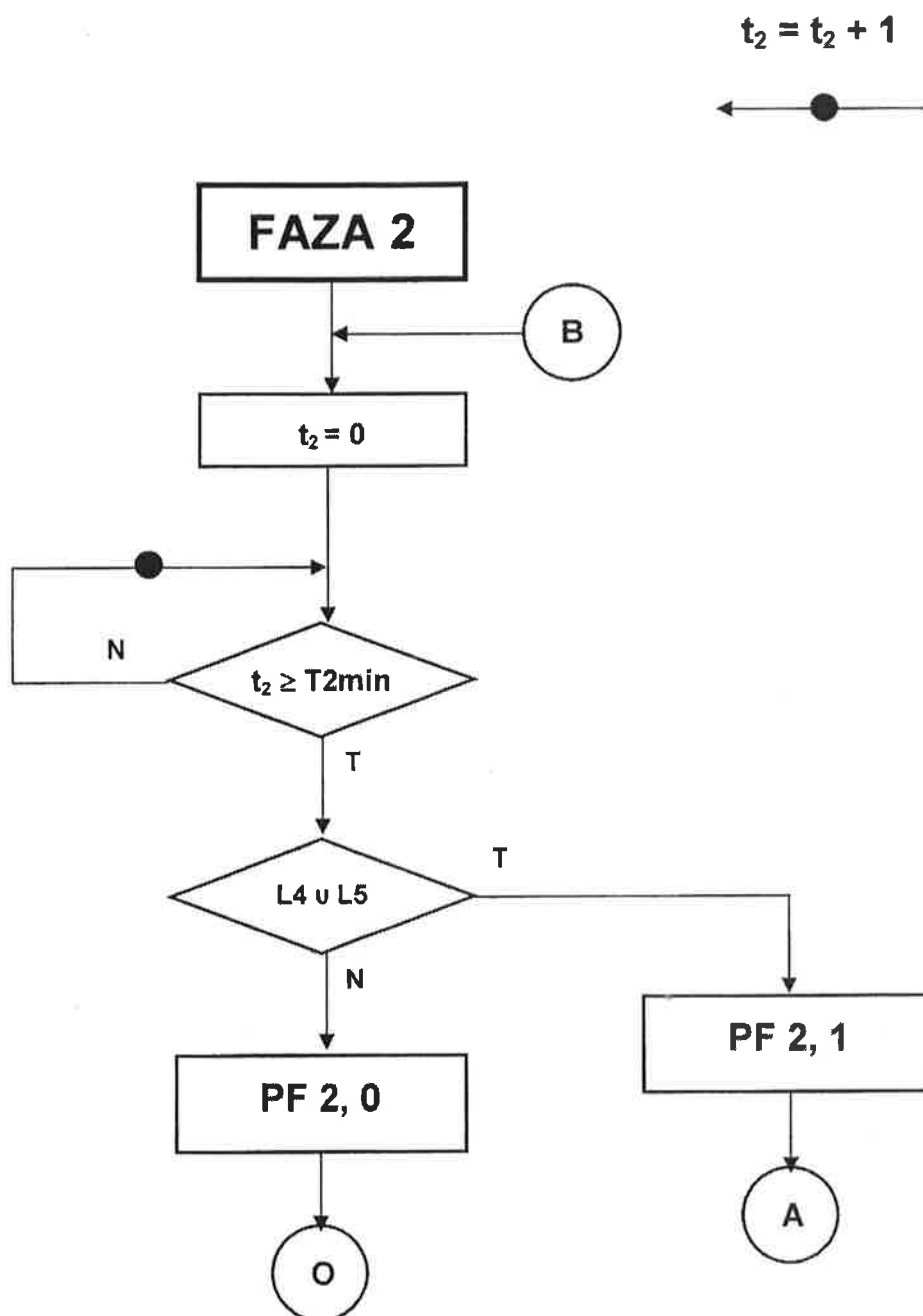 t₂ = t₂ + 1
FAZA 2
B
t₂ = 0
N
t₂ ≥ T2min
T
L4 ∪ L5
T
N
PF 2, 1
PF 2, 0
A
O